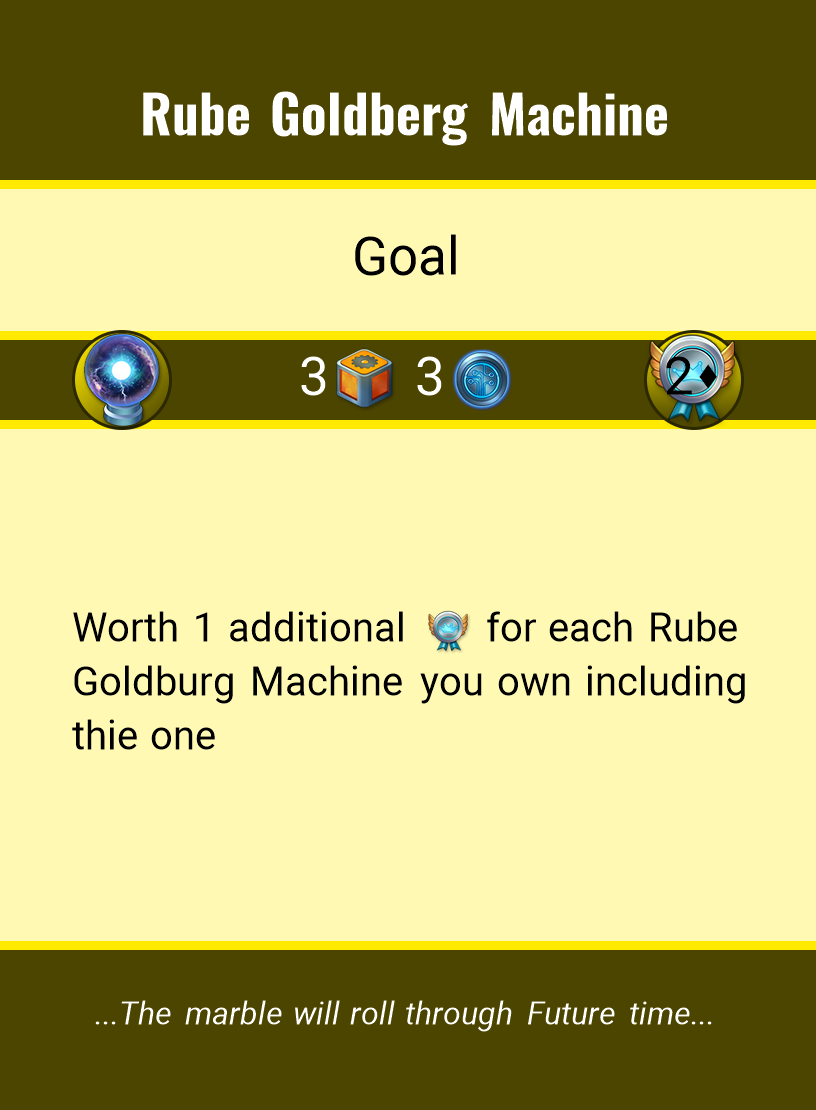 Rube Goldberg Machine
Goal
3 3 2♦
Worth 1 additional for each Rube
Goldburg Machine you own including
thie one
...The marble will roll through Future time...